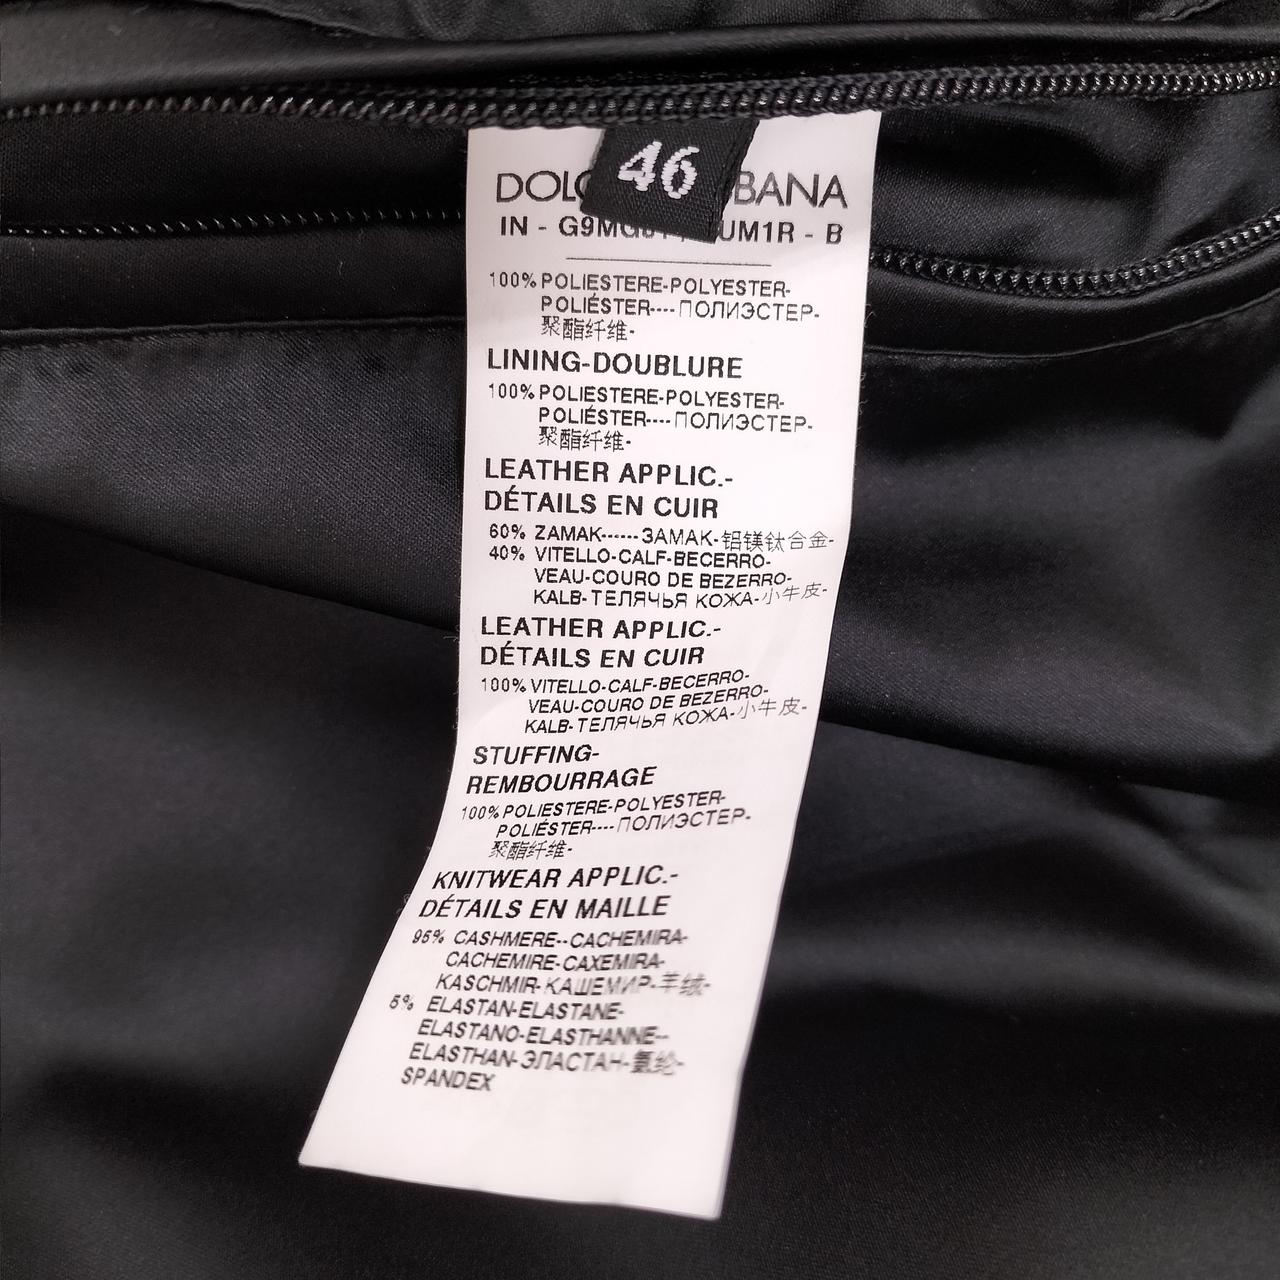 46
DOL BANA
IN - G9MG UM1R - B
100% POLIESTERE-POLYESTER-
POLIÉSTER----ПОЛИЭСТЕР-
聚酯纤维-
LINING-DOUBLURE
100% POLIESTERE-POLYESTER-
POLIÉSTER----ПОЛИЭСТЕР-
聚酯纤维-
LEATHER APPLIC.-
DÉTAILS EN CUIR
60% ZAMAK------ЗАМАК-铝镁钛合金-
40% VITELLO-CALF-BECERRO-
VEAU-COURO DE BEZERRO-
KALB-ТЕЛЯЧЬЯ КОЖА-小牛皮-
LEATHER APPLIC.-
DÉTAILS EN CUIR
100% VITELLO-CALF-BECERRO-
VEAU-COURO DE BEZERRO-
KALB-ТЕЛЯЧЬЯ КОЖА-小牛皮-
STUFFING-
REMBOURRAGE
100% POLIESTERE-POLYESTER-
POLIÉSTER----ПОЛИЭСТЕР-
聚酯纤维-
KNITWEAR APPLIC.-
DÉTAILS EN MAILLE
95% CASHMERE--CACHEMIRA-
CACHEMIRE-CAXEMIRA-
KASCHMIR-КАШЕМИР-羊绒-
5% ELASTAN-ELASTANE-
ELASTANO-ELASTHANNE--
ELASTHAN-ЭЛАСТАН-氨纶-
SPANDEX